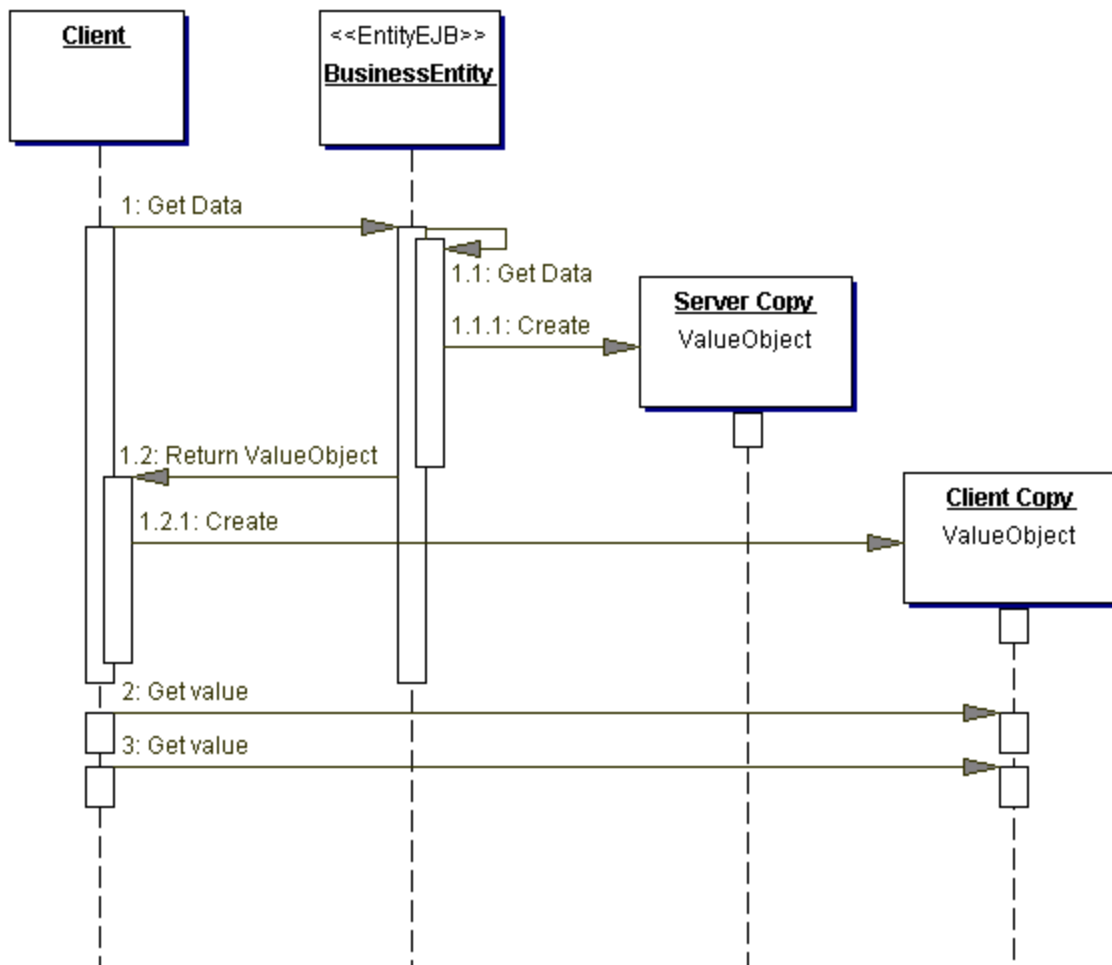 Client
<<EntityEJB>>
BusinessEntity
1: Get Data
1.1: Get Data
Server Copy
ValueObject
1.1.1: Create
1.2: Return ValueObject
Client Copy
ValueObject
1.2.1: Create
2: Get value
3: Get value